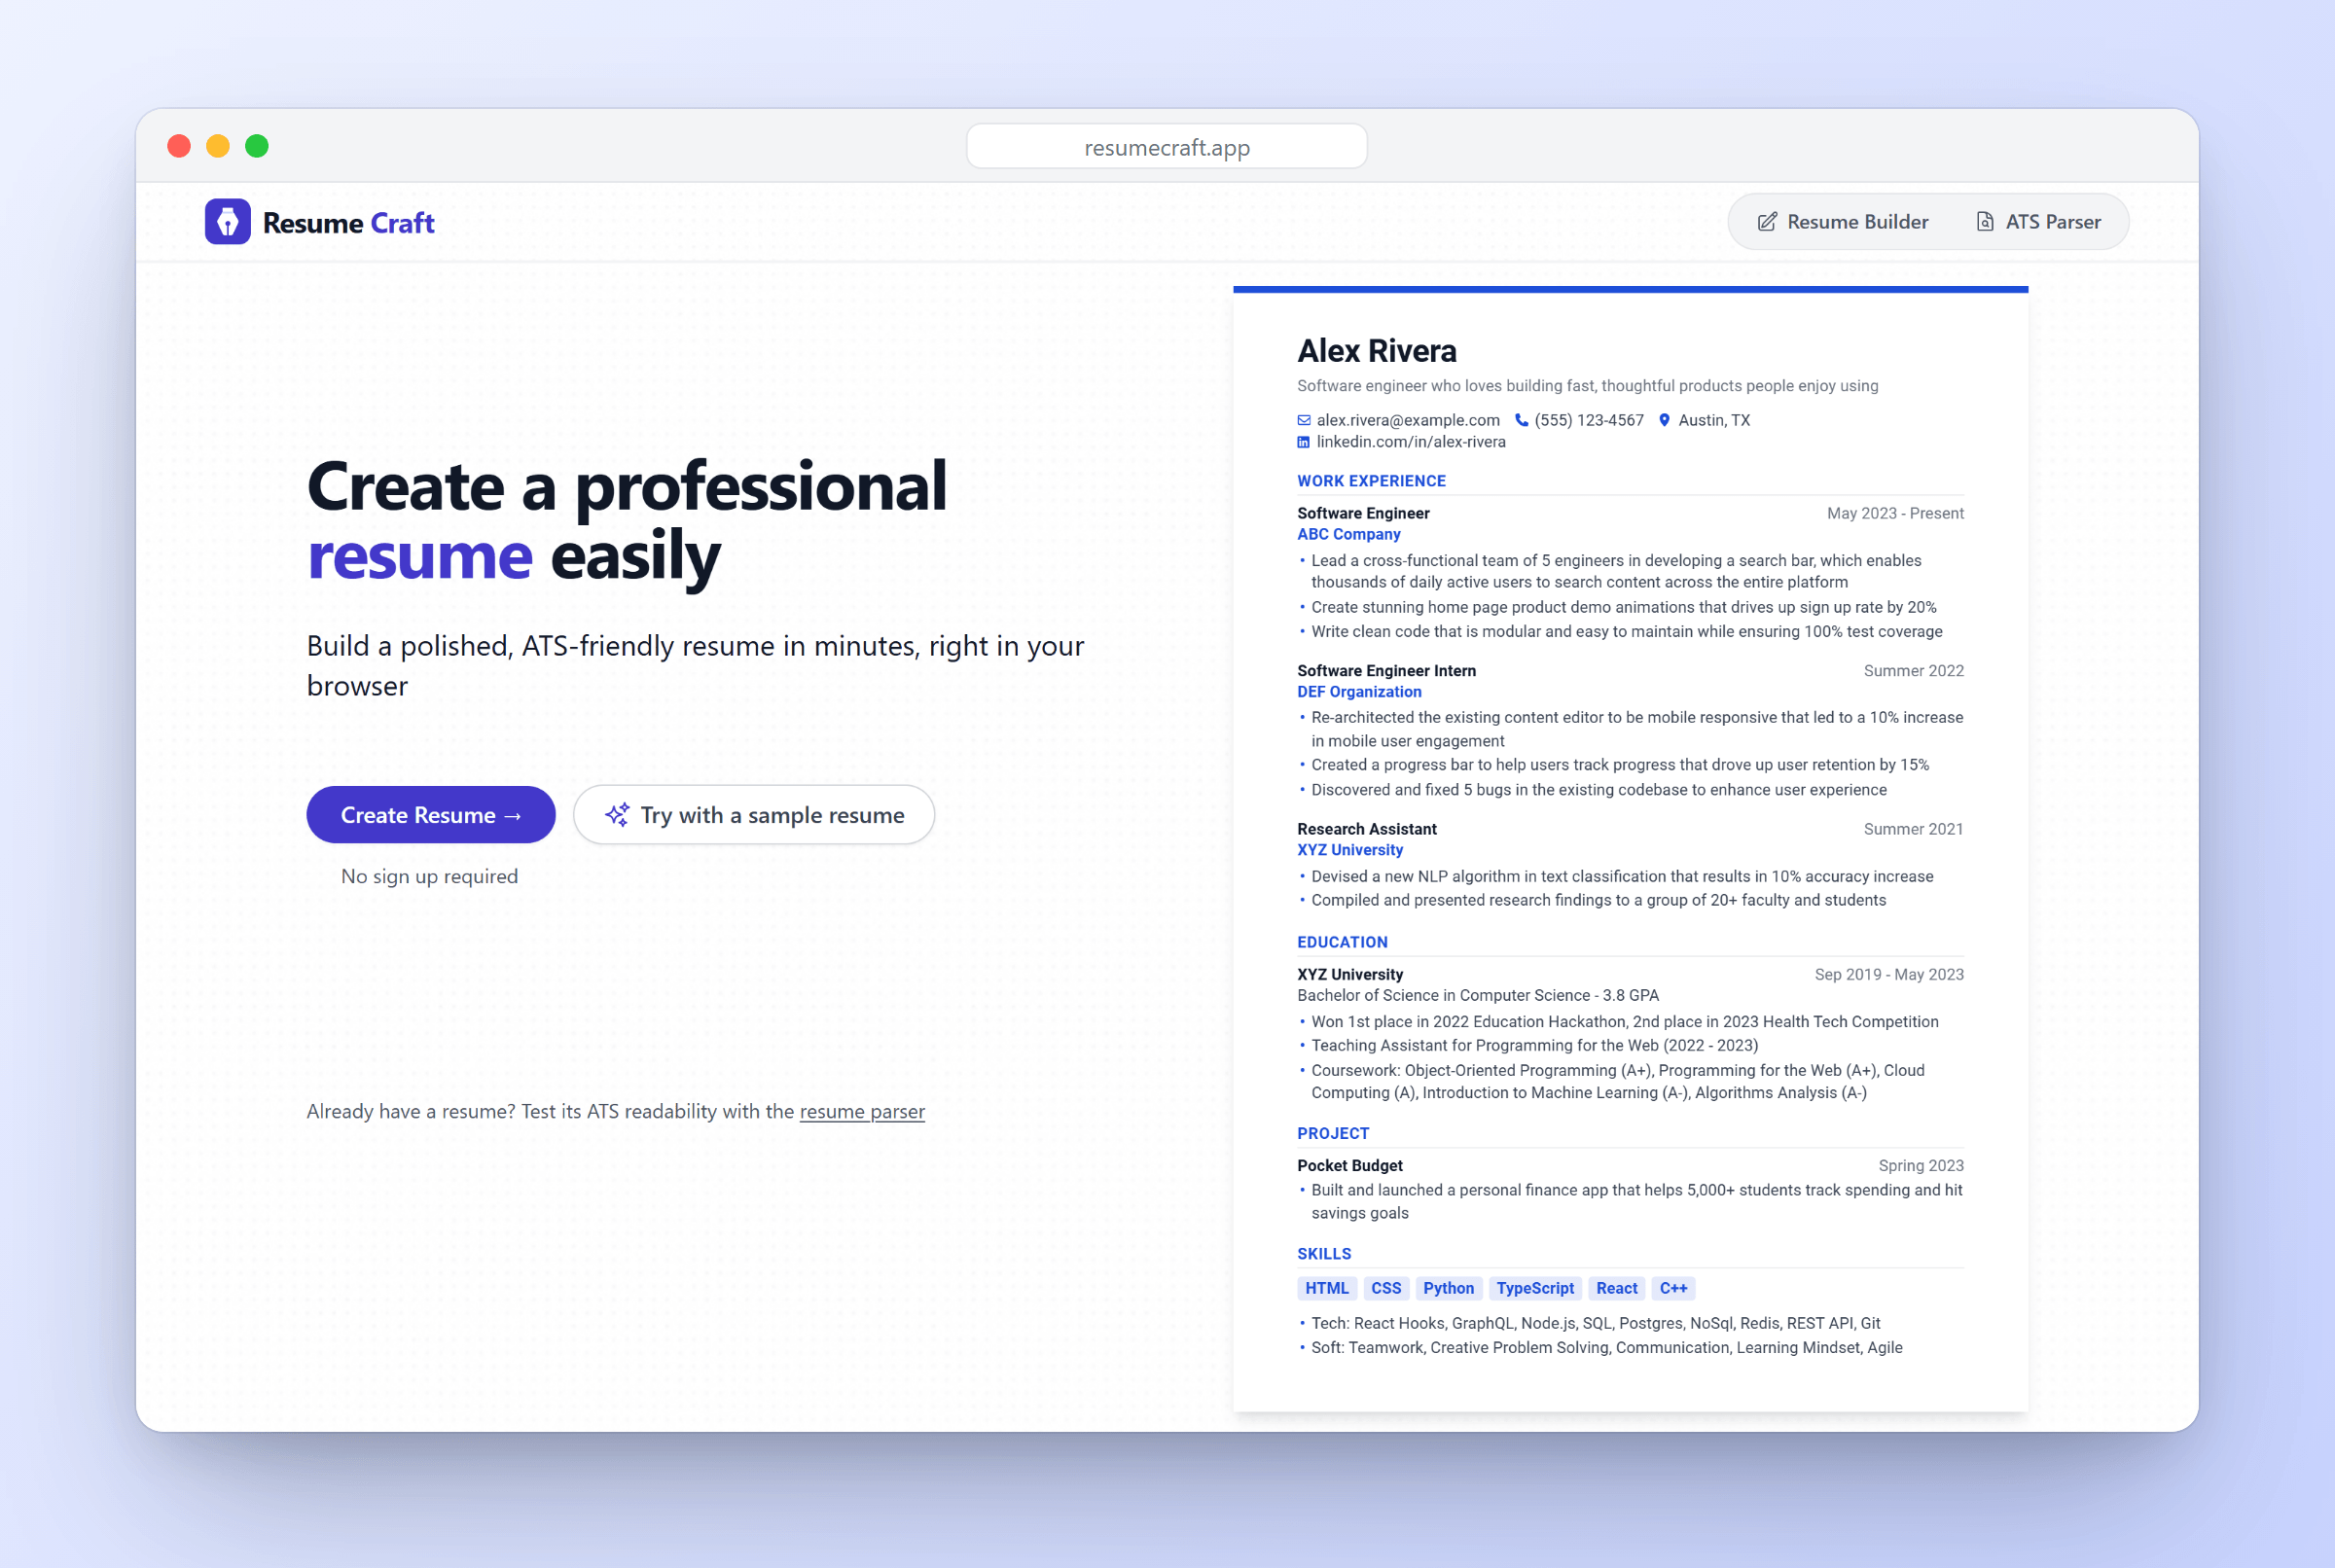 resumecraft.app
Resume Craft
Resume Builder
ATS Parser
Create a professional
resume easily
Build a polished, ATS-friendly resume in minutes, right in your
browser
Create Resume →
Try with a sample resume
No sign up required
Already have a resume? Test its ATS readability with the resume parser
Alex Rivera
Software engineer who loves building fast, thoughtful products people enjoy using
alex.rivera@example.com (555) 123-4567 Austin, TX
linkedin.com/in/alex-rivera
WORK EXPERIENCE
Software Engineer May 2023 - Present
ABC Company
• Lead a cross-functional team of 5 engineers in developing a search bar, which enables
thousands of daily active users to search content across the entire platform
• Create stunning home page product demo animations that drives up sign up rate by 20%
• Write clean code that is modular and easy to maintain while ensuring 100% test coverage
Software Engineer Intern Summer 2022
DEF Organization
• Re-architected the existing content editor to be mobile responsive that led to a 10% increase
in mobile user engagement
• Created a progress bar to help users track progress that drove up user retention by 15%
• Discovered and fixed 5 bugs in the existing codebase to enhance user experience
Research Assistant Summer 2021
XYZ University
• Devised a new NLP algorithm in text classification that results in 10% accuracy increase
• Compiled and presented research findings to a group of 20+ faculty and students
EDUCATION
XYZ University Sep 2019 - May 2023
Bachelor of Science in Computer Science - 3.8 GPA
• Won 1st place in 2022 Education Hackathon, 2nd place in 2023 Health Tech Competition
• Teaching Assistant for Programming for the Web (2022 - 2023)
• Coursework: Object-Oriented Programming (A+), Programming for the Web (A+), Cloud
Computing (A), Introduction to Machine Learning (A-), Algorithms Analysis (A-)
PROJECT
Pocket Budget Spring 2023
• Built and launched a personal finance app that helps 5,000+ students track spending and hit
savings goals
SKILLS
HTML CSS Python TypeScript React C++
• Tech: React Hooks, GraphQL, Node.js, SQL, Postgres, NoSql, Redis, REST API, Git
• Soft: Teamwork, Creative Problem Solving, Communication, Learning Mindset, Agile